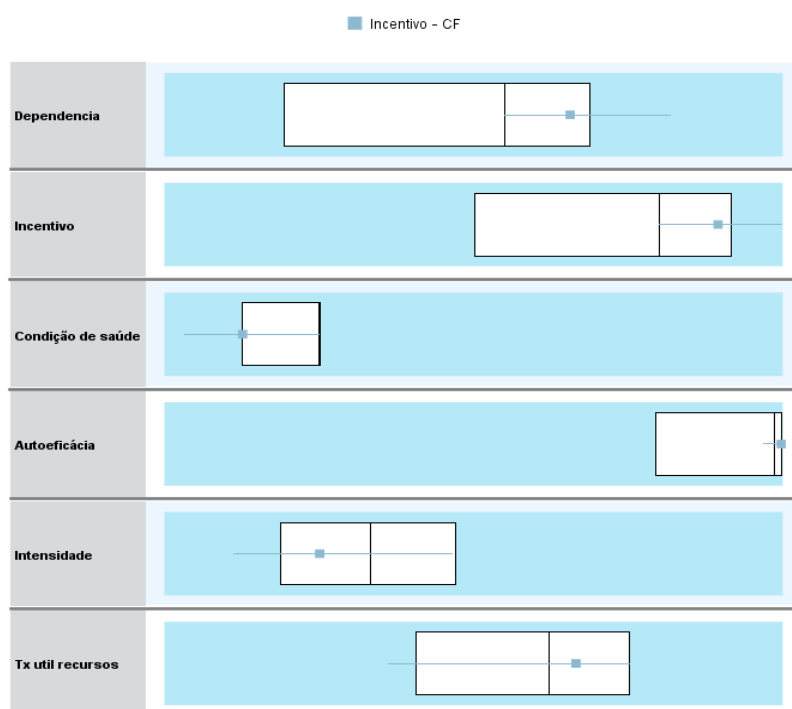 Incentivo - CF
Dependencia
Incentivo
Condição de saúde
Autoeficácia
Intensidade
Tx util recursos